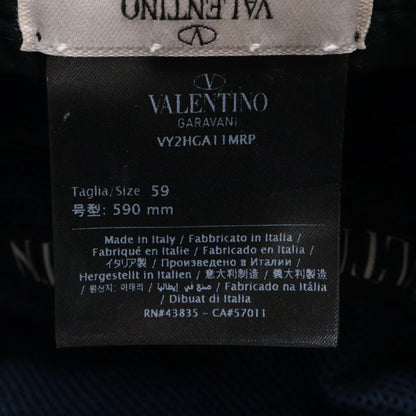 VALENTINO
VALENTINO
GARAVANI
VY2HGA11MRP
Taglia/Size 59
号型: 590 mm
Made in Italy / Fabbricato in Italia /
Fabriqué en Italie / Fabricado en Italia /
イタリア製 / Произведено в Италии /
Hergestellt in Italien / 意大利制造 / 義大利製造
/ 원산지: 이태리 / صنع في إيطاليا / Fabricado na Itália
/ Dibuat di Italia
RN#43835 ~ CA#57011